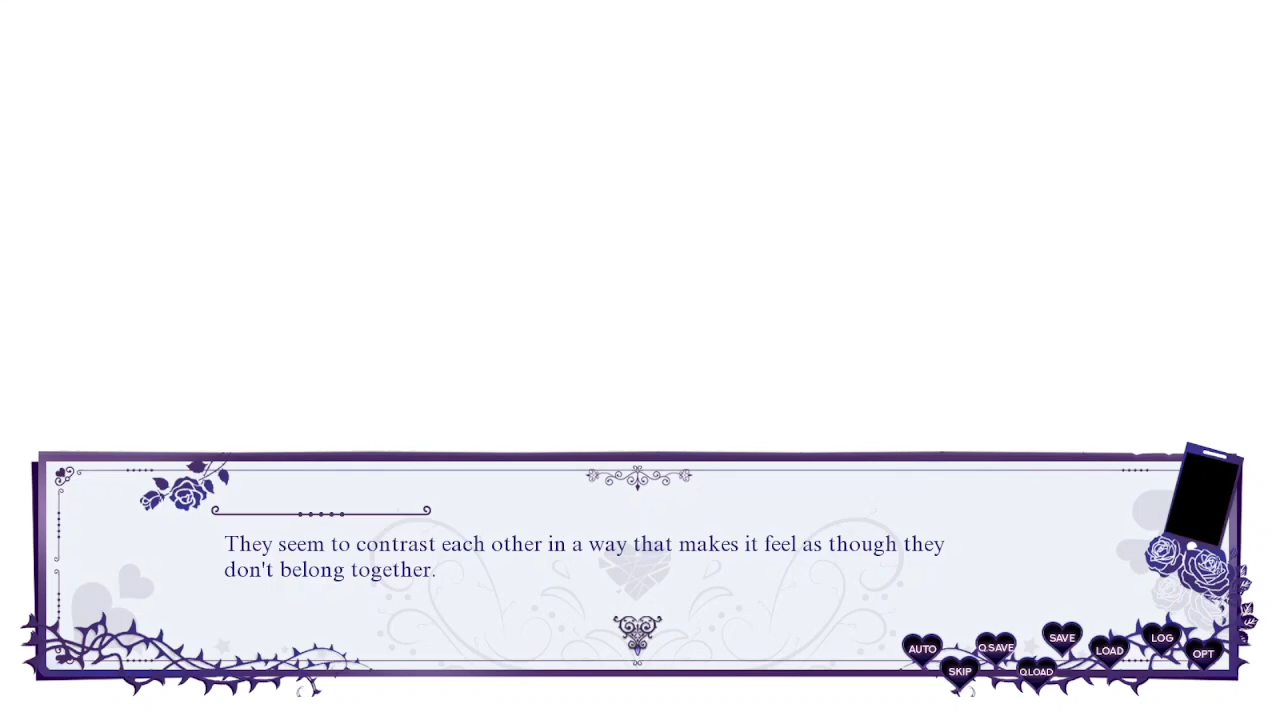 They seem to contrast each other in a way that makes it feel as though they
don't belong together.
AUTO
SKIP
Q.SAVE
Q.LOAD
SAVE
LOAD
LOG
OPT